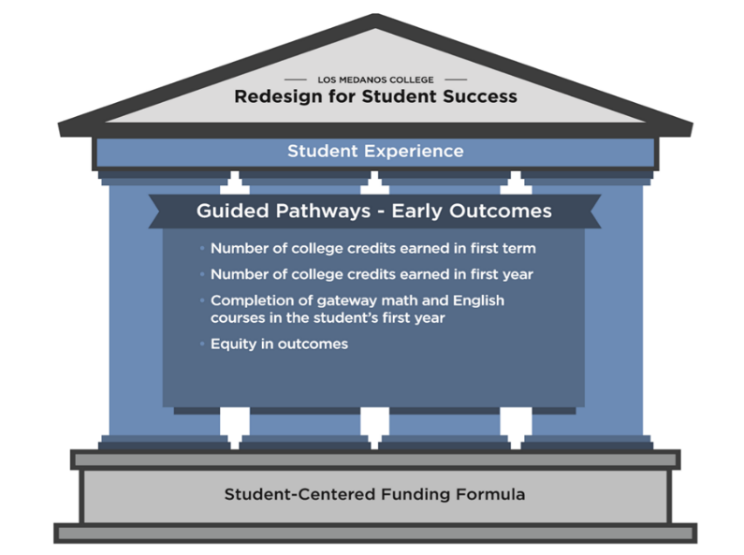 LOS MEDANOS COLLEGE
Redesign for Student Success
Student Experience
Guided Pathways - Early Outcomes
• Number of college credits earned in first term
• Number of college credits earned in first year
• Completion of gateway math and English
courses in the student's first year
• Equity in outcomes
Student-Centered Funding Formula